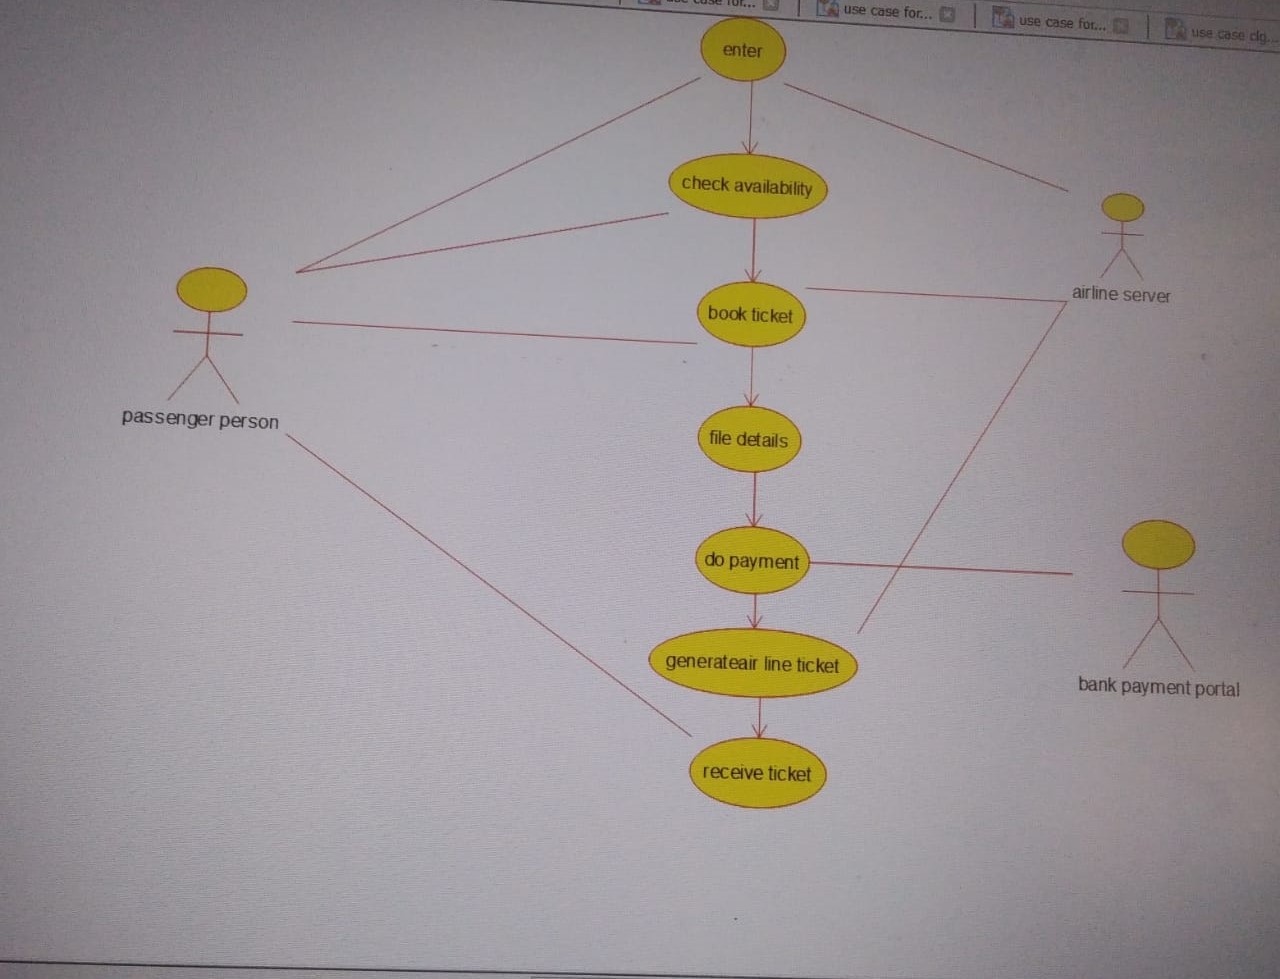 use case for...
use case for...
use case for...
use case clg...
enter
check availability
airline server
book ticket
passenger person
file details
do payment
generateair line ticket
bank payment portal
receive ticket